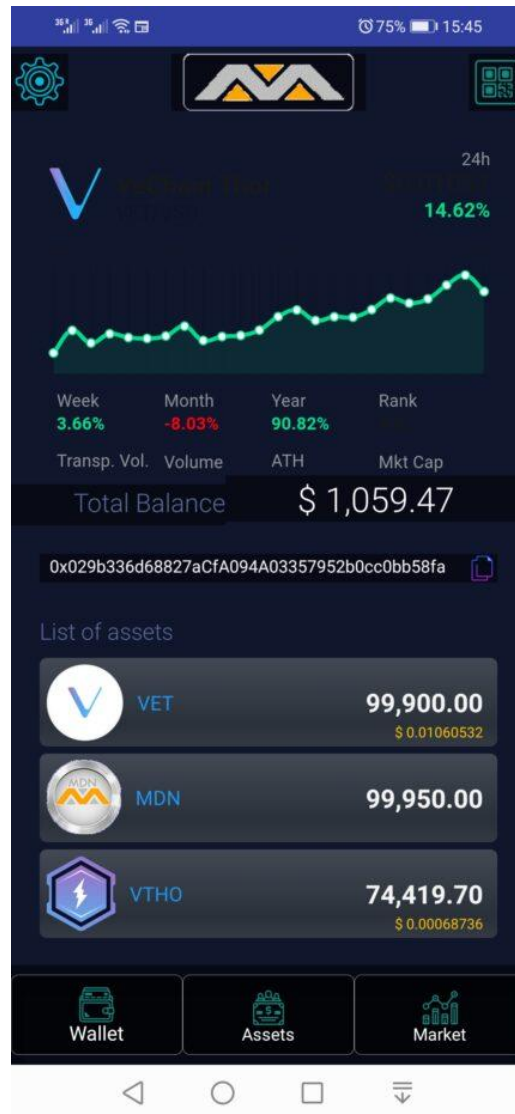 36 36 75% 15:45
24h
14.62%
Week Month Year Rank
3.66% -8.03% 90.82%
Transp. Vol. Volume ATH Mkt Cap
Total Balance $ 1,059.47
0x029b336d68827aCfA094A03357952b0cc0bb58fa
List of assets
VET 99,900.00
$ 0.01060532
MDN MDN 99,950.00
VTHO 74,419.70
$ 0.00068736
Wallet Assets Market